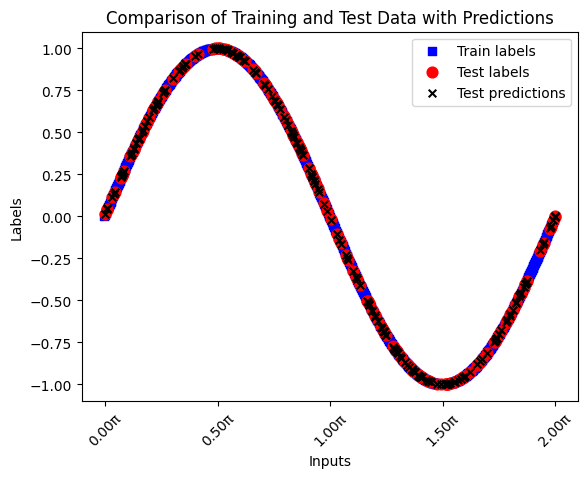 Comparison of Training and Test Data with Predictions
Train labels
Test labels
Test predictions
Labels
1.00
0.75
0.50
0.25
0.00
−0.25
−0.50
−0.75
−1.00
0.00π
0.50π
1.00π
1.50π
2.00π
Inputs